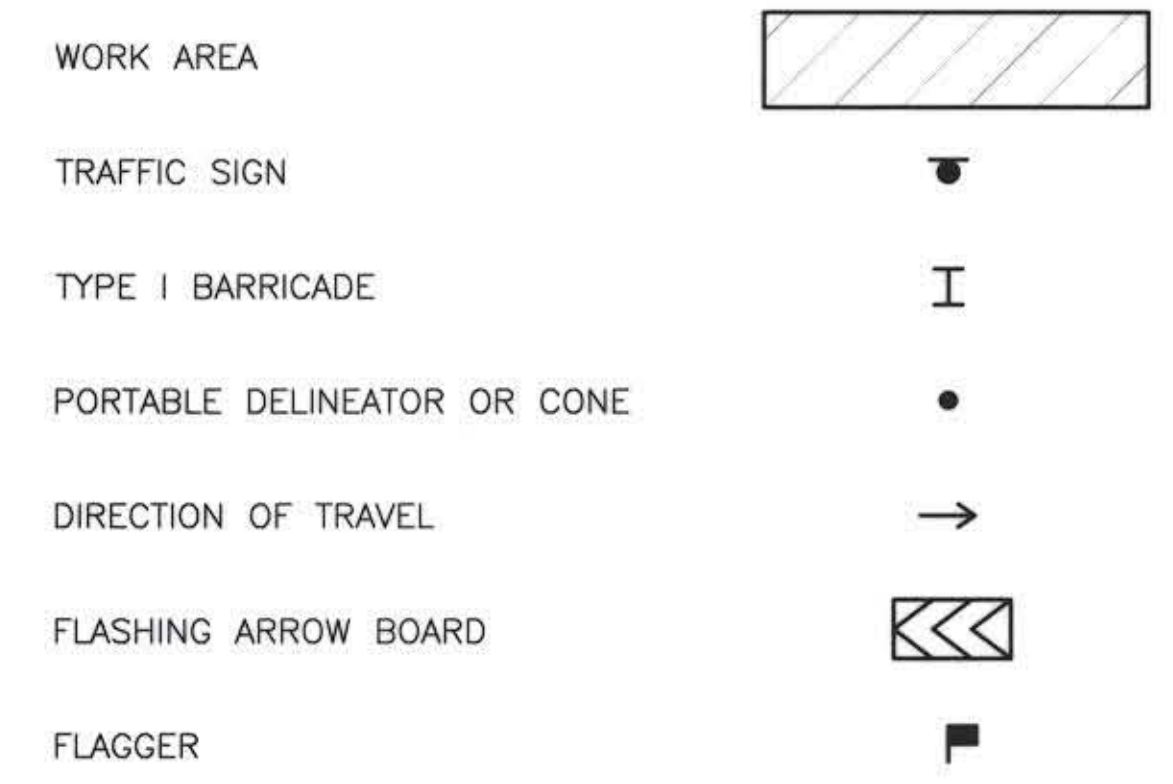 WORK AREA
TRAFFIC SIGN
TYPE I BARRICADE
PORTABLE DELINEATOR OR CONE
DIRECTION OF TRAVEL
FLASHING ARROW BOARD
FLAGGER